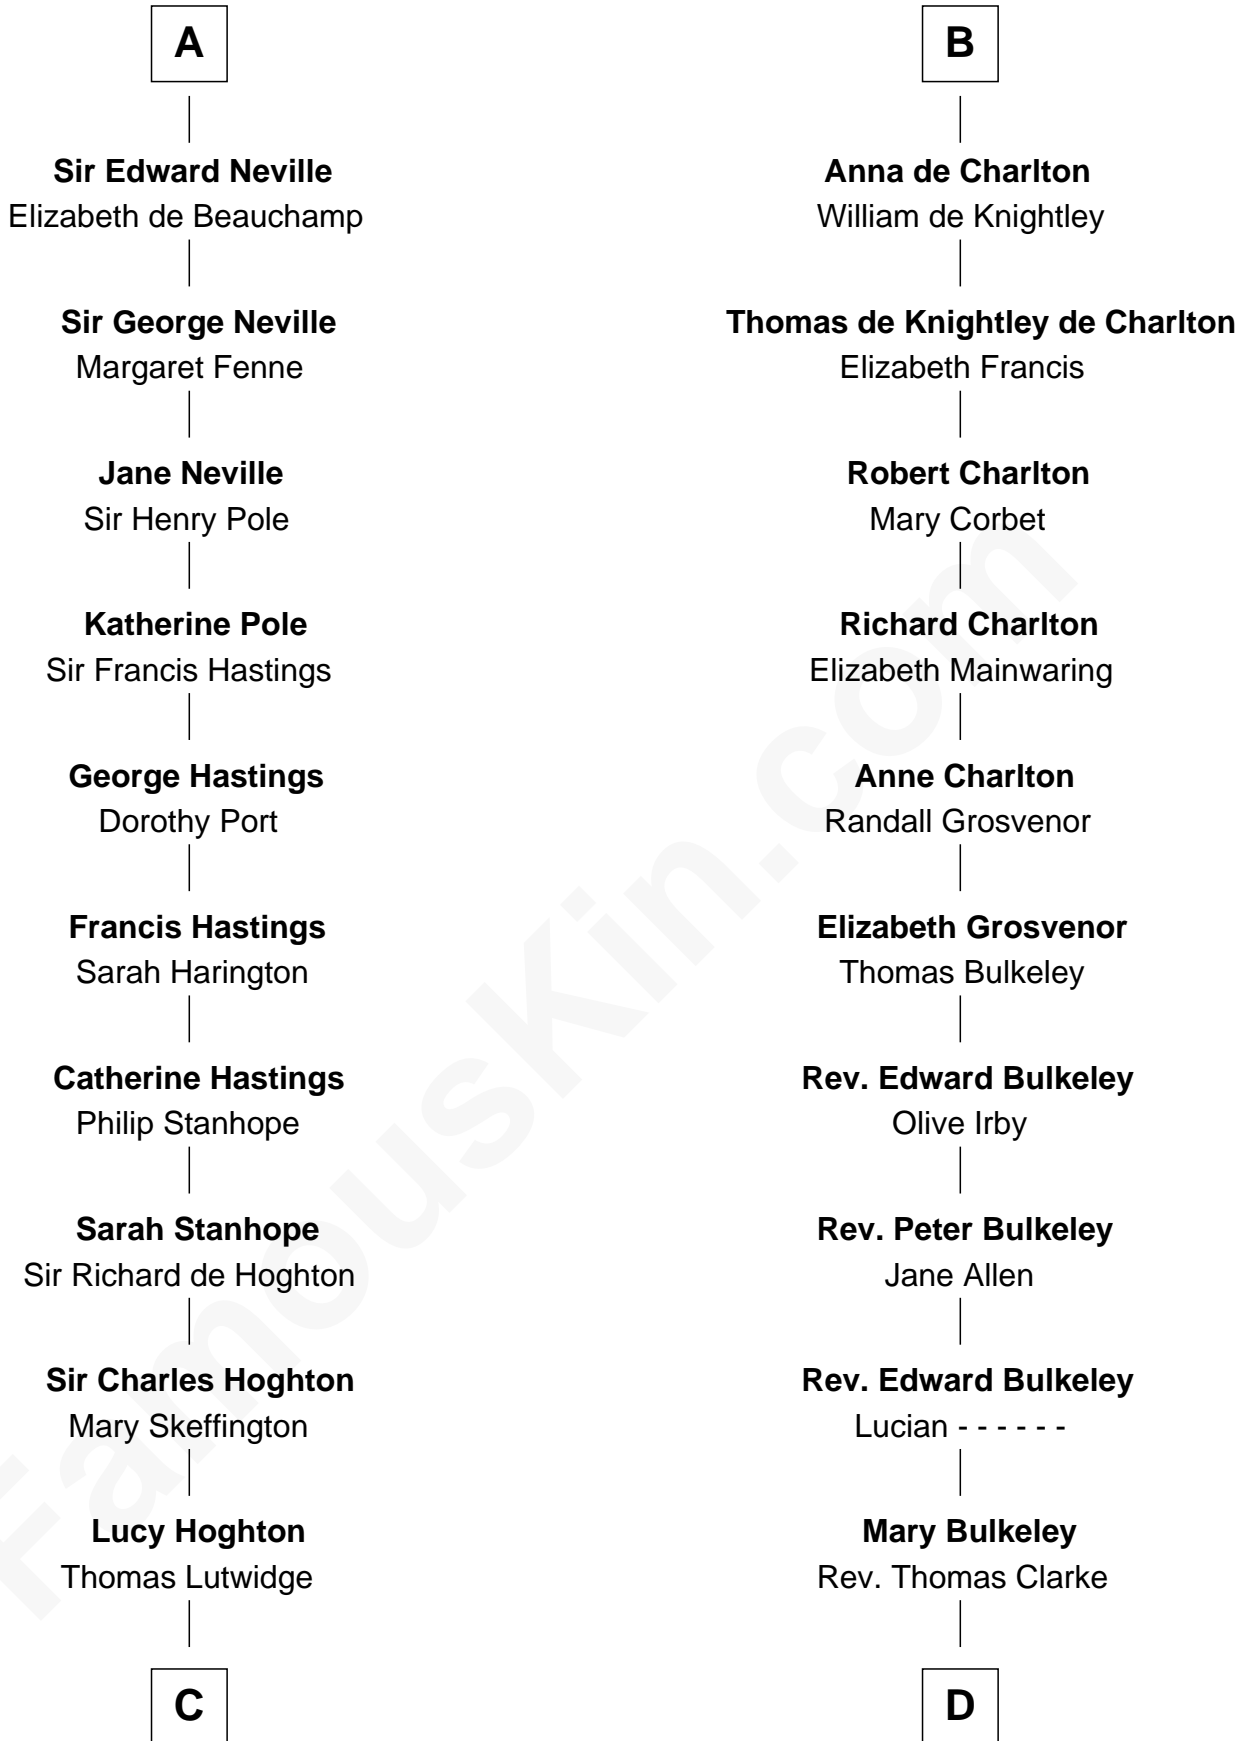 A
Sir Edward Neville
Elizabeth de Beauchamp
Sir George Neville
Margaret Fenne
Jane Neville
Sir Henry Pole
Katherine Pole
Sir Francis Hastings
George Hastings
Dorothy Port
Francis Hastings
Sarah Harington
Catherine Hastings
Philip Stanhope
Sarah Stanhope
Sir Richard de Hoghton
Sir Charles Hoghton
Mary Skeffington
Lucy Hoghton
Thomas Lutwidge
C
B
Anna de Charlton
William de Knightley
Thomas de Knightley de Charlton
Elizabeth Francis
Robert Charlton
Mary Corbet
Richard Charlton
Elizabeth Mainwaring
Anne Charlton
Randall Grosvenor
Elizabeth Grosvenor
Thomas Bulkeley
Rev. Edward Bulkeley
Olive Irby
Rev. Peter Bulkeley
Jane Allen
Rev. Edward Bulkeley
Lucian - - - - - -
Mary Bulkeley
Rev. Thomas Clarke
D
FamousKin.com